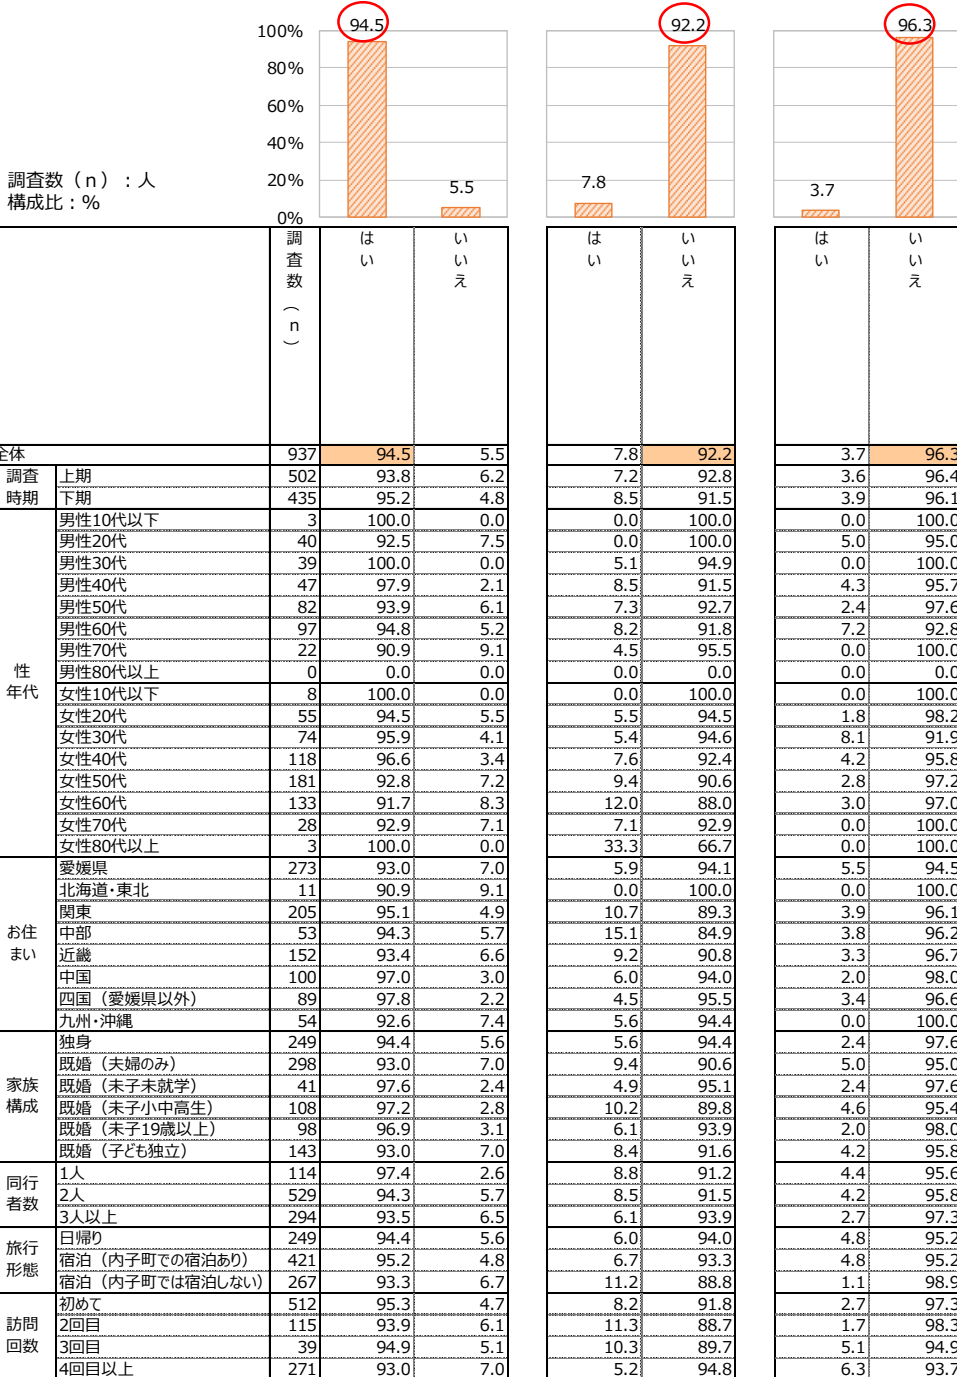 94.5 92.2 96.3
100%
80%
60%
40%
調査数（n）：人
構成比：%
20% 5.5 7.8 3.7
0%
調査数（n） はい いいえ はい いいえ はい いいえ
全体 937 94.5 5.5 7.8 92.2 3.7 96.3
調査時期 上期 502 93.8 6.2 7.2 92.8 3.6 96.4
下期 435 95.2 4.8 8.5 91.5 3.9 96.1
性年代 男性10代以下 3 100.0 0.0 0.0 100.0 0.0 100.0
男性20代 40 92.5 7.5 0.0 100.0 5.0 95.0
男性30代 39 100.0 0.0 5.1 94.9 0.0 100.0
男性40代 47 97.9 2.1 8.5 91.5 4.3 95.7
男性50代 82 93.9 6.1 7.3 92.7 2.4 97.6
男性60代 97 94.8 5.2 8.2 91.8 7.2 92.8
男性70代 22 90.9 9.1 4.5 95.5 0.0 100.0
男性80代以上 0 0.0 0.0 0.0 0.0 0.0 0.0
女性10代以下 8 100.0 0.0 0.0 100.0 0.0 100.0
女性20代 55 94.5 5.5 5.5 94.5 1.8 98.2
女性30代 74 95.9 4.1 5.4 94.6 8.1 91.9
女性40代 118 96.6 3.4 7.6 92.4 4.2 95.8
女性50代 181 92.8 7.2 9.4 90.6 2.8 97.2
女性60代 133 91.7 8.3 12.0 88.0 3.0 97.0
女性70代 28 92.9 7.1 7.1 92.9 0.0 100.0
女性80代以上 3 100.0 0.0 33.3 66.7 0.0 100.0
お住まい 愛媛県 273 93.0 7.0 5.9 94.1 5.5 94.5
北海道・東北 11 90.9 9.1 0.0 100.0 0.0 100.0
関東 205 95.1 4.9 10.7 89.3 3.9 96.1
中部 53 94.3 5.7 15.1 84.9 3.8 96.2
近畿 152 93.4 6.6 9.2 90.8 3.3 96.7
中国 100 97.0 3.0 6.0 94.0 2.0 98.0
四国（愛媛県以外） 89 97.8 2.2 4.5 95.5 3.4 96.6
九州・沖縄 54 92.6 7.4 5.6 94.4 0.0 100.0
家族構成 独身 249 94.4 5.6 5.6 94.4 2.4 97.6
既婚（夫婦のみ） 298 93.0 7.0 9.4 90.6 5.0 95.0
既婚（未子未就学） 41 97.6 2.4 4.9 95.1 2.4 97.6
既婚（未子小中高生） 108 97.2 2.8 10.2 89.8 4.6 95.4
既婚（未子19歳以上） 98 96.9 3.1 6.1 93.9 2.0 98.0
既婚（子ども独立） 143 93.0 7.0 8.4 91.6 4.2 95.8
同行者数 1人 114 97.4 2.6 8.8 91.2 4.4 95.6
2人 529 94.3 5.7 8.5 91.5 4.2 95.8
3人以上 294 93.5 6.5 6.1 93.9 2.7 97.3
旅行形態 日帰り 249 94.4 5.6 6.0 94.0 4.8 95.2
宿泊（内子町での宿泊あり） 421 95.2 4.8 6.7 93.3 4.8 95.2
宿泊（内子町では宿泊しない） 267 93.3 6.7 11.2 88.8 1.1 98.9
訪問回数 初めて 512 95.3 4.7 8.2 91.8 2.7 97.3
2回目 115 93.9 6.1 11.3 88.7 1.7 98.3
3回目 39 94.9 5.1 10.3 89.7 5.1 94.9
4回目以上 271 93.0 7.0 5.2 94.8 6.3 93.7